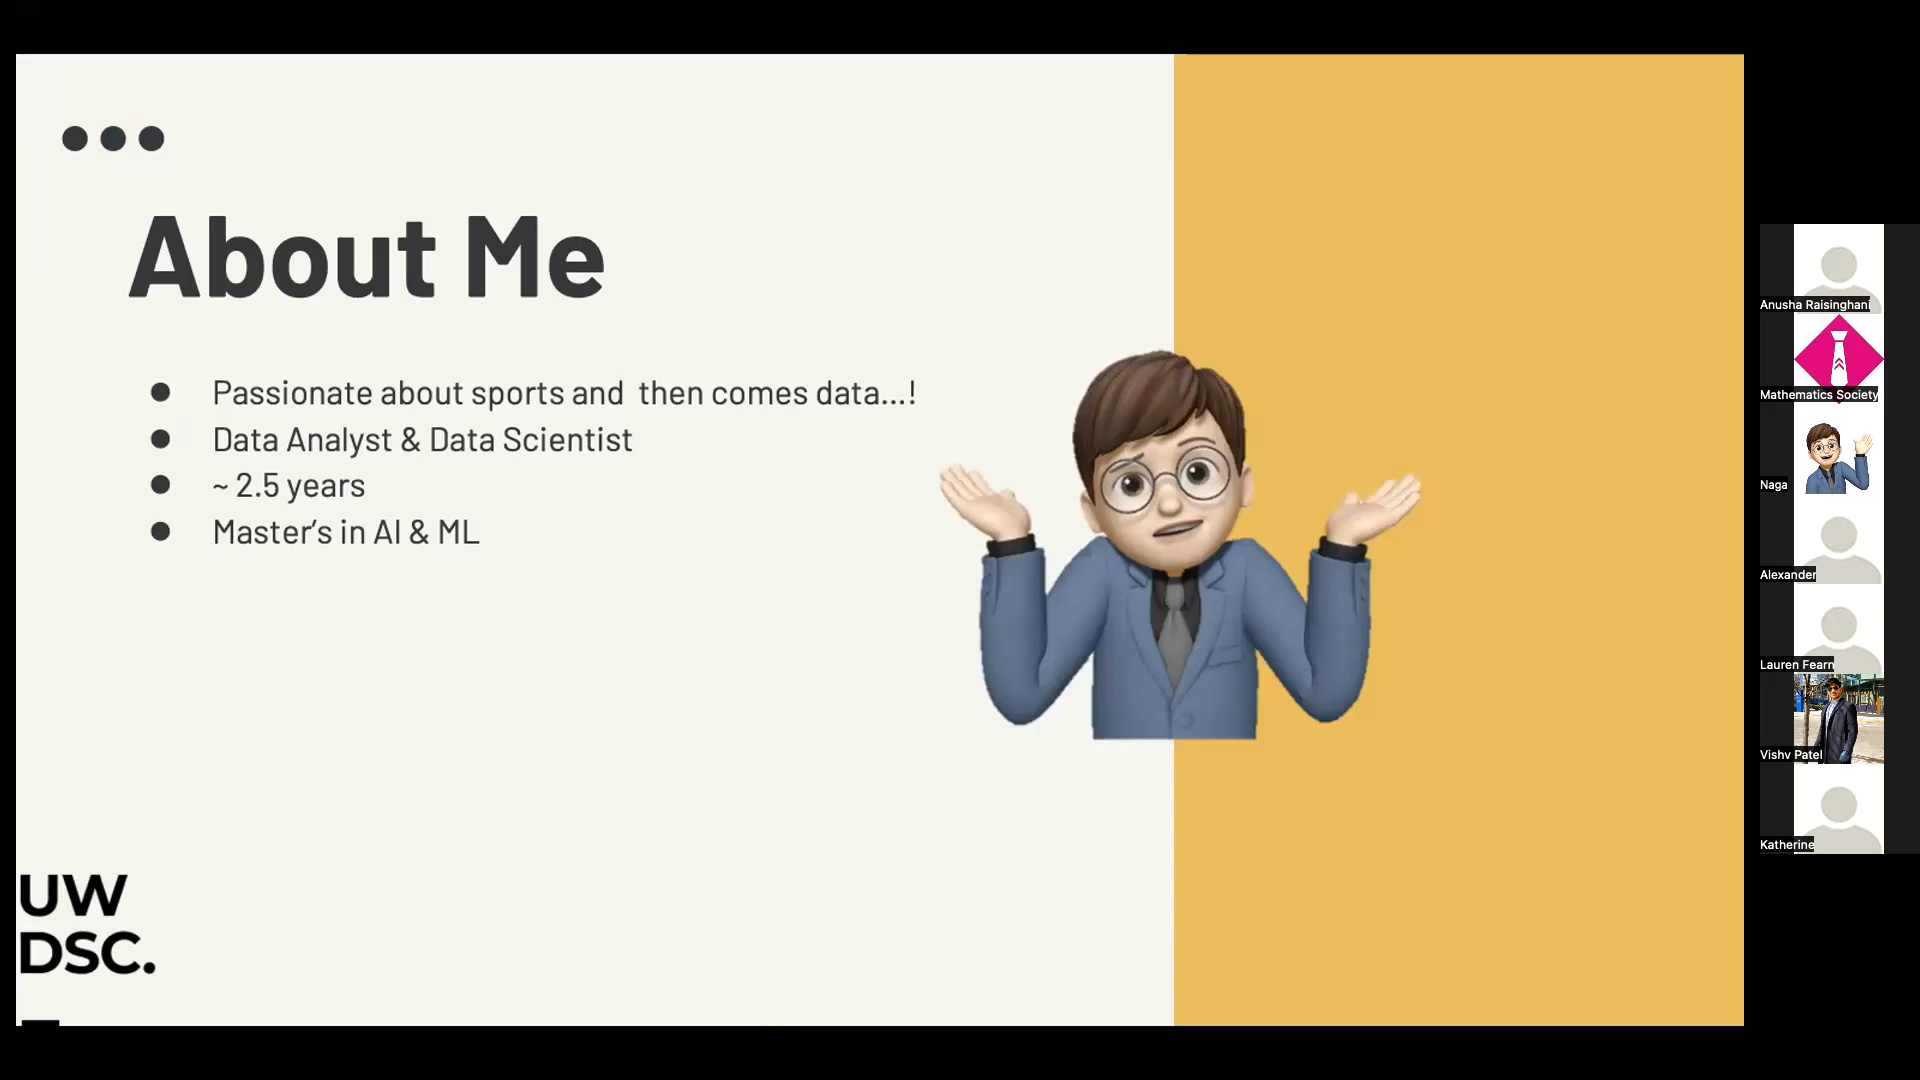 About Me
Passionate about sports and then comes data...!
Data Analyst & Data Scientist
~ 2.5 years
Master's in AI & ML
UW
DSC.
Anusha Raisinghani
Mathematics Society
Naga
Alexander
Lauren Fearn
Vishv Patel
Katherine